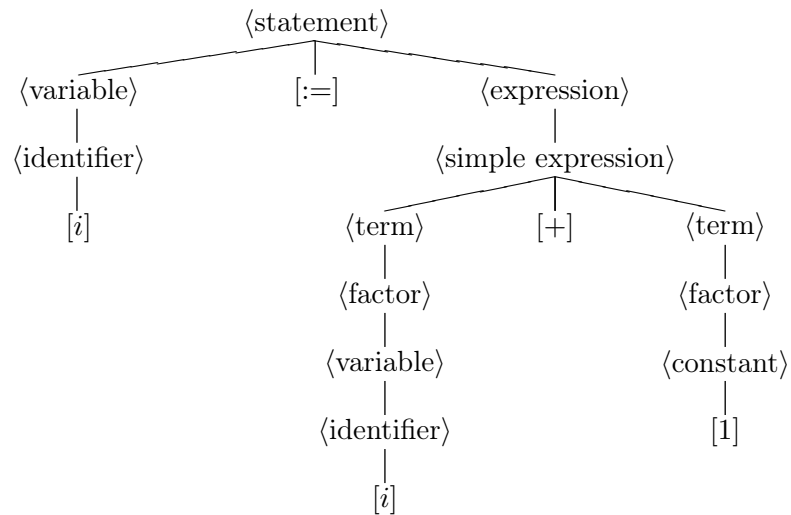 ⟨statement⟩
⟨variable⟩ [:=] ⟨expression⟩
⟨identifier⟩ ⟨simple expression⟩
[i] ⟨term⟩ [+] ⟨term⟩
⟨factor⟩ ⟨factor⟩
⟨variable⟩ ⟨constant⟩
⟨identifier⟩ [1]
[i]